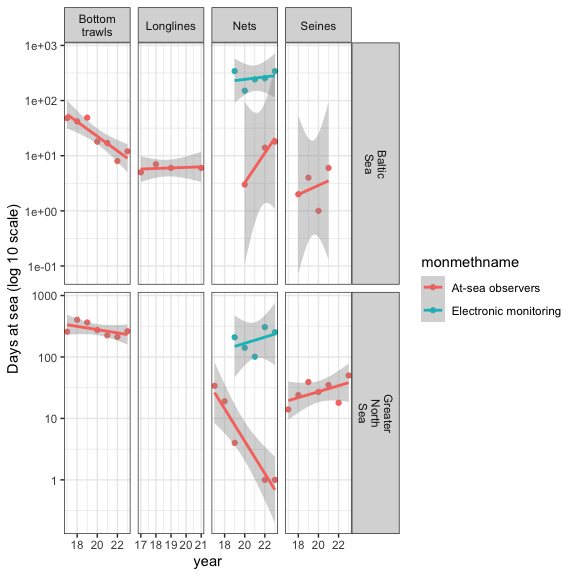 Bottom
trawls
Longlines
Nets
Seines
1e+03
1e+02
1e+01
1e+00
1e-01
Baltic
Sea
1000
100
10
1
Greater
North
Sea
Days at sea (log 10 scale)
18 20 22
17 18 19 20 21
18 20 22
18 20 22
year
monmethname
At-sea observers
Electronic monitoring